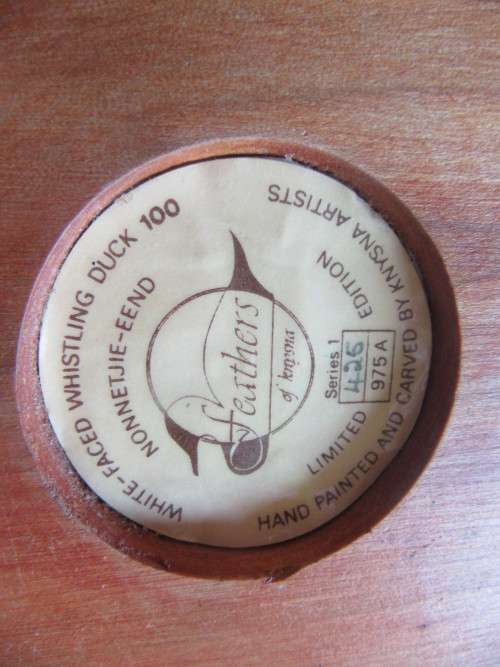 WHITE-FACED WHISTLING DUCK 100
NONNETJIE-EEND
Feathers
of knysna
Series 1
425
975 A
LIMITED EDITION
HAND PAINTED AND CARVED BY KNYSNA ARTISTS